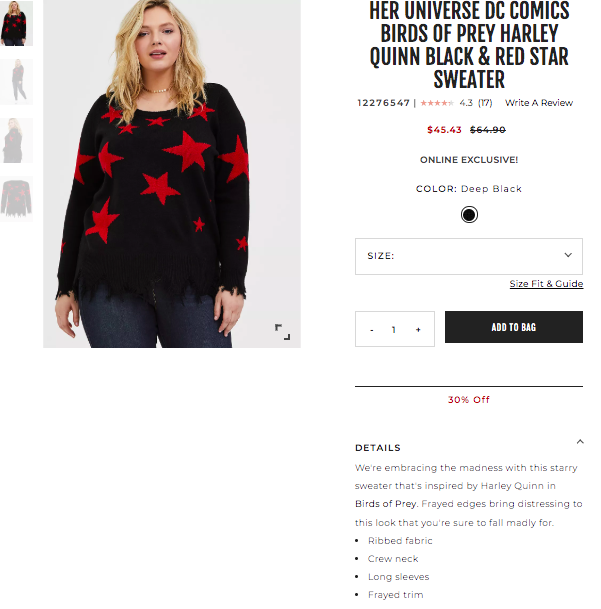 HER UNIVERSE DC COMICS
BIRDS OF PREY HARLEY
QUINN BLACK & RED STAR
SWEATER
12276547 | ★★★★★ 4.3 (17) Write A Review
$45.43 $64.90
ONLINE EXCLUSIVE!
COLOR: Deep Black
SIZE:
Size Fit & Guide
- 1 +
ADD TO BAG
30% Off
DETAILS
We're embracing the madness with this starry
sweater that's inspired by Harley Quinn in
Birds of Prey. Frayed edges bring distressing to
this look that you're sure to fall madly for.
• Ribbed fabric
• Crew neck
• Long sleeves
• Frayed trim